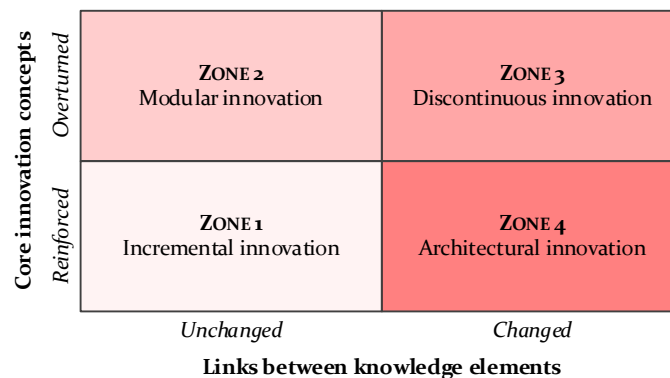 Core innovation concepts
Overturned
Reinforced
ZONE 2
Modular innovation
ZONE 3
Discontinuous innovation
ZONE 1
Incremental innovation
ZONE 4
Architectural innovation
Unchanged
Changed
Links between knowledge elements